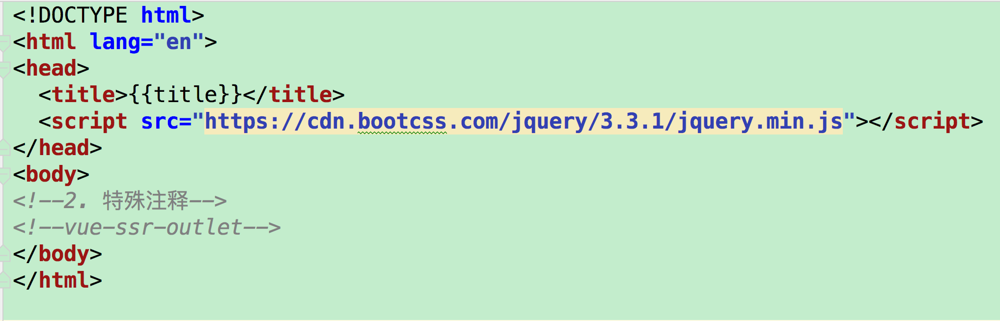 <!DOCTYPE html>
<html lang="en">
<head>
  <title>{{title}}</title>
  <script src="https://cdn.bootcss.com/jquery/3.3.1/jquery.min.js"></script>
</head>
<body>
<!--2. 特殊注释-->
<!--vue-ssr-outlet-->
</body>
</html>